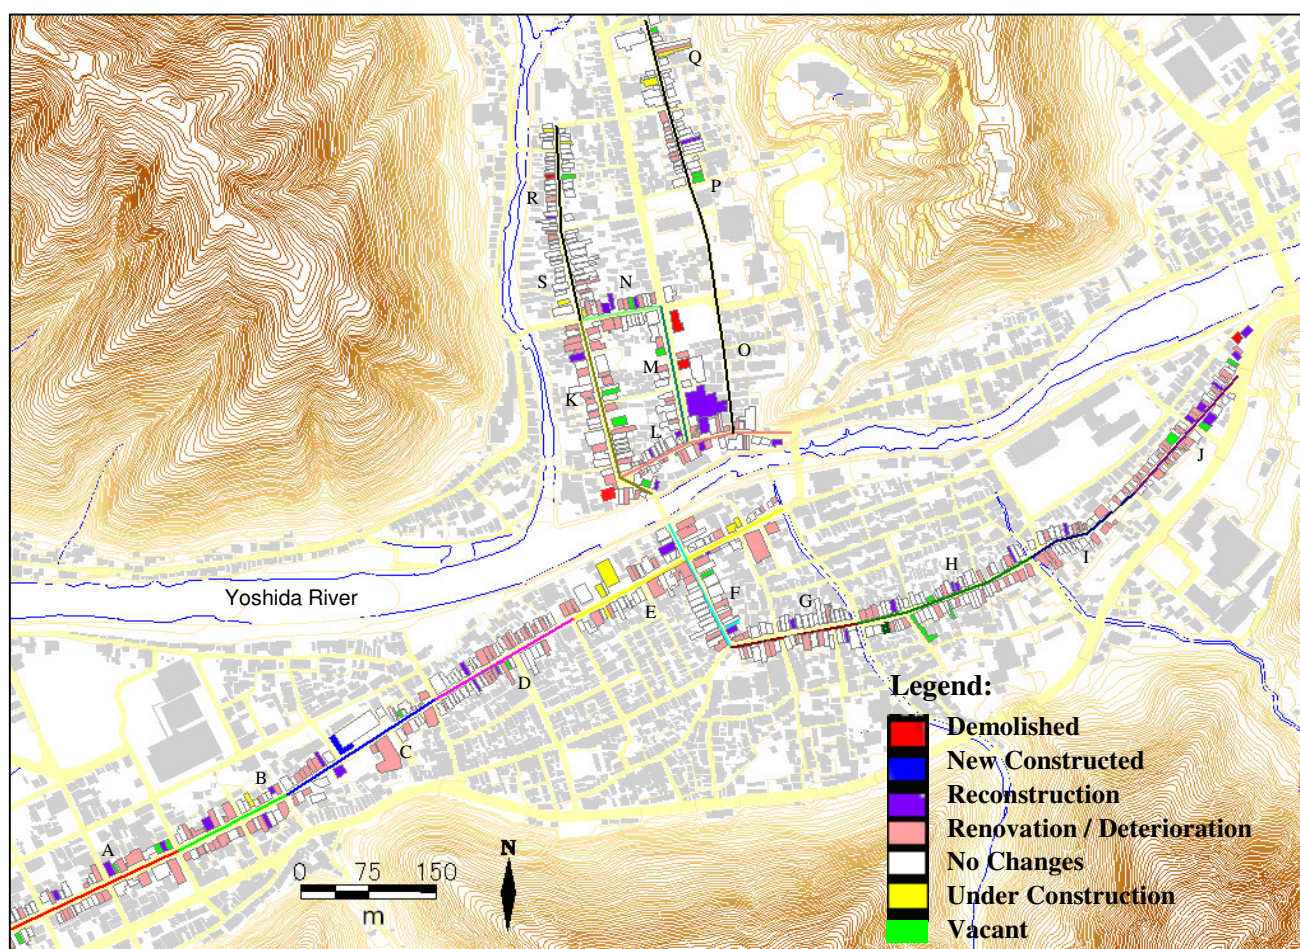 Q
R
P
S
N
M
O
K
L
J
I
H
F
G
E
Yoshida River
D
C
B
A
N
0 75 150
m
Legend:
Demolished
New Constructed
Reconstruction
Renovation / Deterioration
No Changes
Under Construction
Vacant